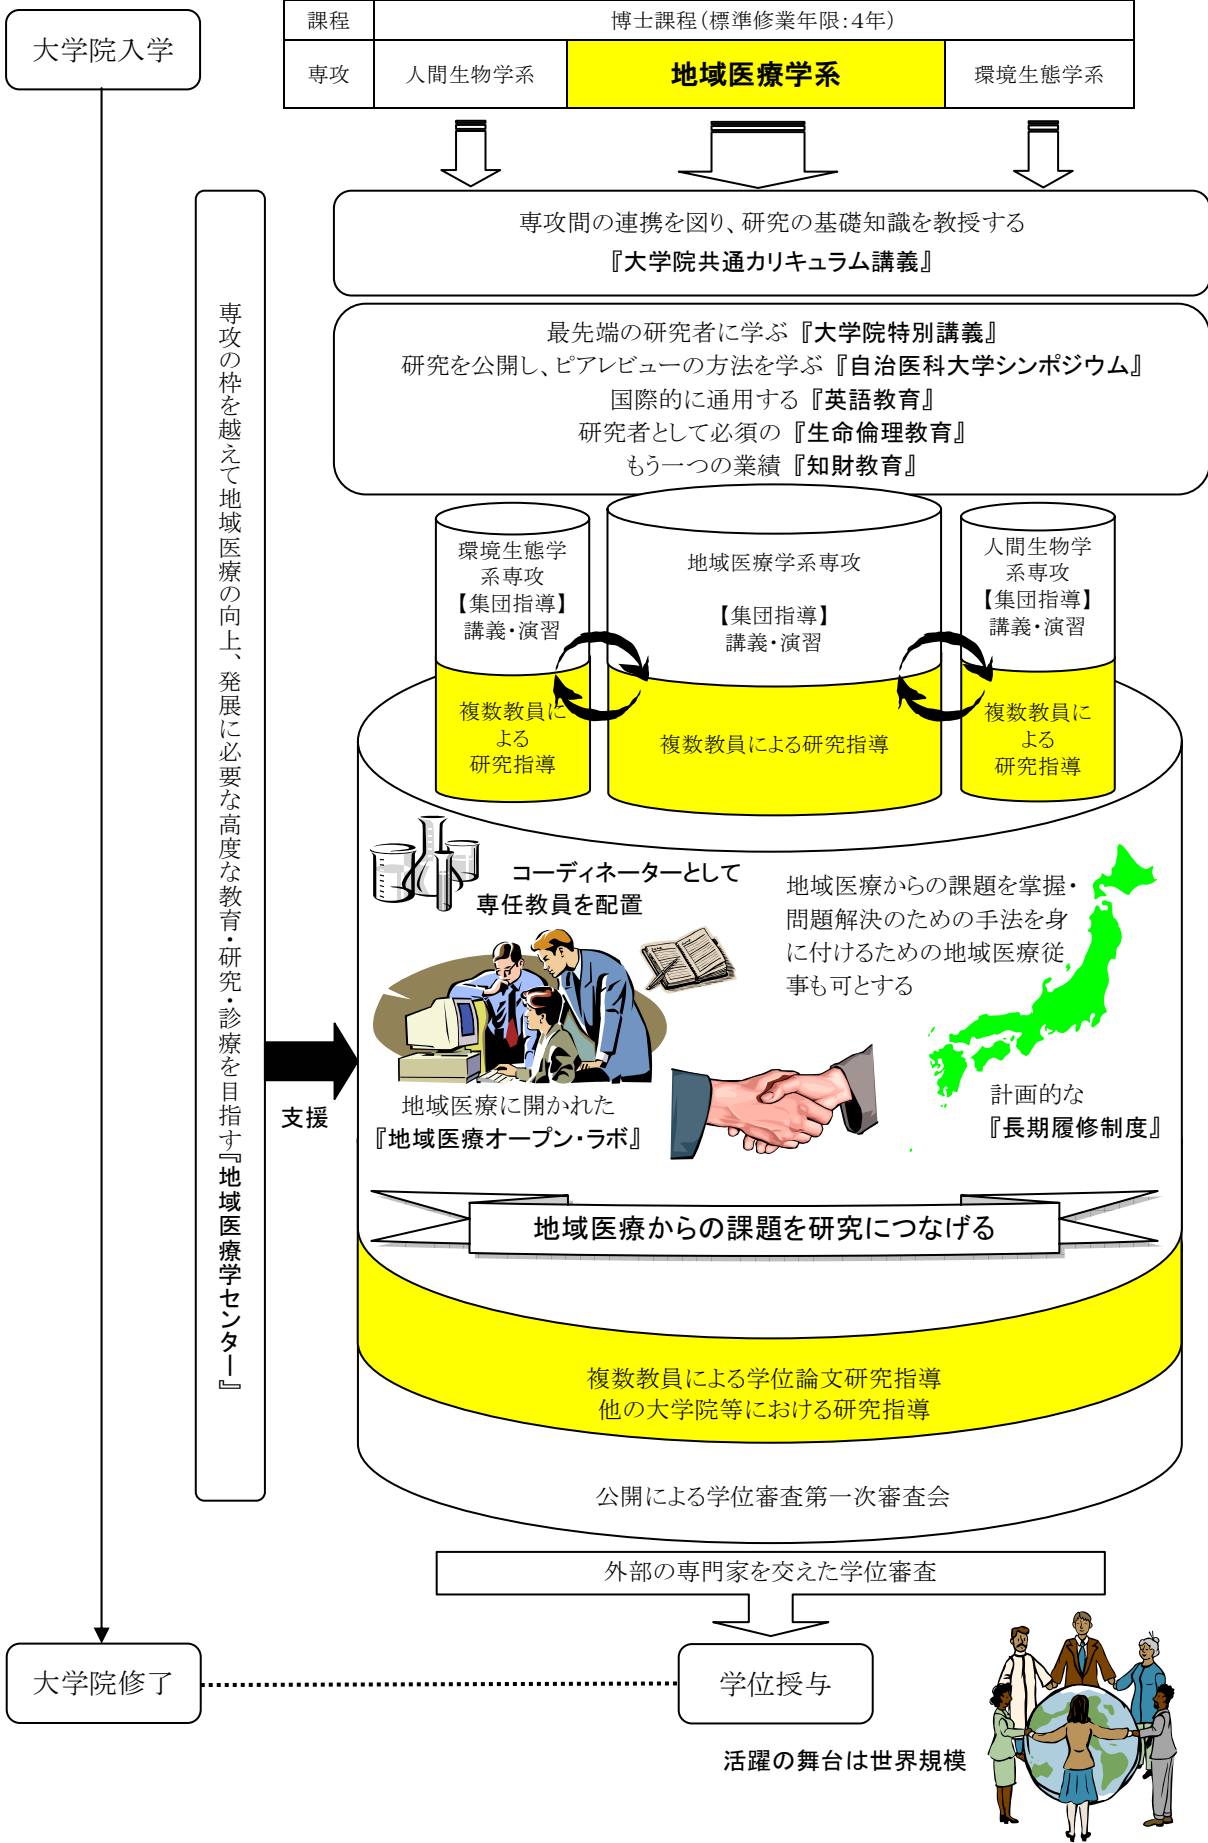 大学院入学
課程
博士課程(標準修業年限:4年)
専攻
人間生物学系
地域医療学系
環境生態学系
専攻間の連携を図り、研究の基礎知識を教授する
『大学院共通カリキュラム講義』
最先端の研究者に学ぶ『大学院特別講義』
研究を公開し、ピアレビューの方法を学ぶ『自治医科大学シンポジウム』
国際的に通用する『英語教育』
研究者として必須の『生命倫理教育』
もう一つの業績『知財教育』
専攻の枠を越えて地域医療の向上、発展に必要な高度な教育・研究・診療を目指す『地域医療学センター』
支援
環境生態学
系専攻
【集団指導】
講義・演習
複数教員に
よる
研究指導
地域医療学系専攻
【集団指導】
講義・演習
複数教員による研究指導
人間生物学
系専攻
【集団指導】
講義・演習
複数教員に
よる
研究指導
コーディネーターとして
専任教員を配置
地域医療からの課題を掌握・
問題解決のための手法を身
に付けるための地域医療従
事も可とする
地域医療に開かれた
『地域医療オープン・ラボ』
計画的な
『長期履修制度』
地域医療からの課題を研究につなげる
複数教員による学位論文研究指導
他の大学院等における研究指導
公開による学位審査第一次審査会
外部の専門家を交えた学位審査
大学院修了
学位授与
活躍の舞台は世界規模